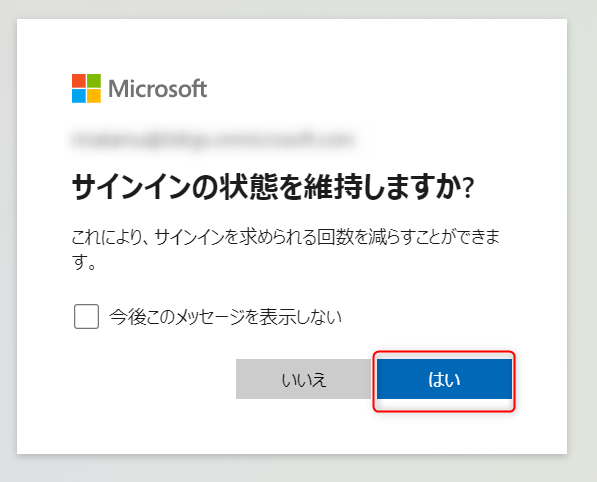 Microsoft
サインインの状態を維持しますか?
これにより、サインインを求められる回数を減らすことができま
す。
今後このメッセージを表示しない
いいえ
はい